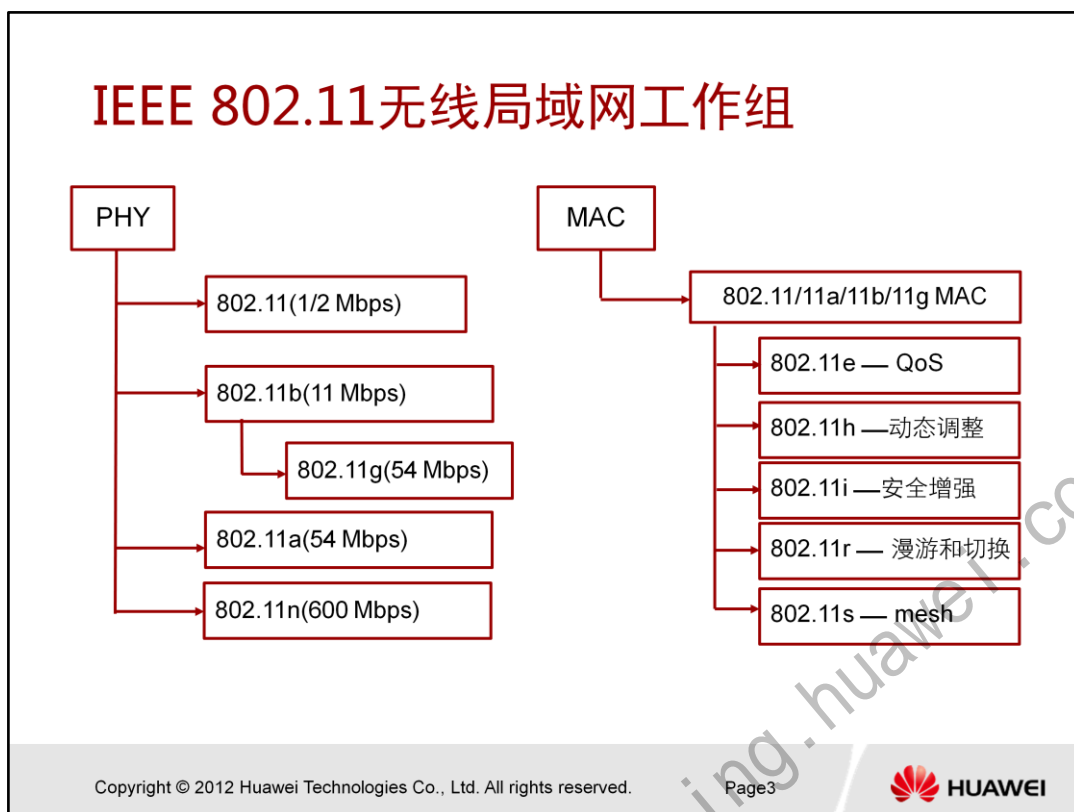 IEEE 802.11无线局域网工作组
PHY
802.11(1/2 Mbps)
802.11b(11 Mbps)
802.11g(54 Mbps)
802.11a(54 Mbps)
802.11n(600 Mbps)
MAC
802.11/11a/11b/11g MAC
802.11e — QoS
802.11h —动态调整
802.11i —安全增强
802.11r — 漫游和切换
802.11s — mesh
ing.huawei.co
Copyright © 2012 Huawei Technologies Co., Ltd. All rights reserved.
Page3
HUAWEI